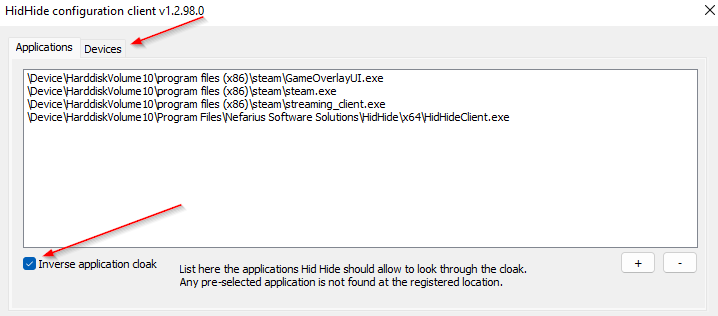 HidHide configuration client v1.2.98.0
Applications
Devices
\Device\HarddiskVolume10\program files (x86)\steam\GameOverlayUI.exe
\Device\HarddiskVolume10\program files (x86)\steam\steam.exe
\Device\HarddiskVolume10\program files (x86)\steam\streaming_client.exe
\Device\HarddiskVolume10\Program Files\Nefarius Software Solutions\HidHide\x64\HidHideClient.exe
Inverse application cloak
List here the applications Hid Hide should allow to look through the cloak.
Any pre-selected application is not found at the registered location.
+
-